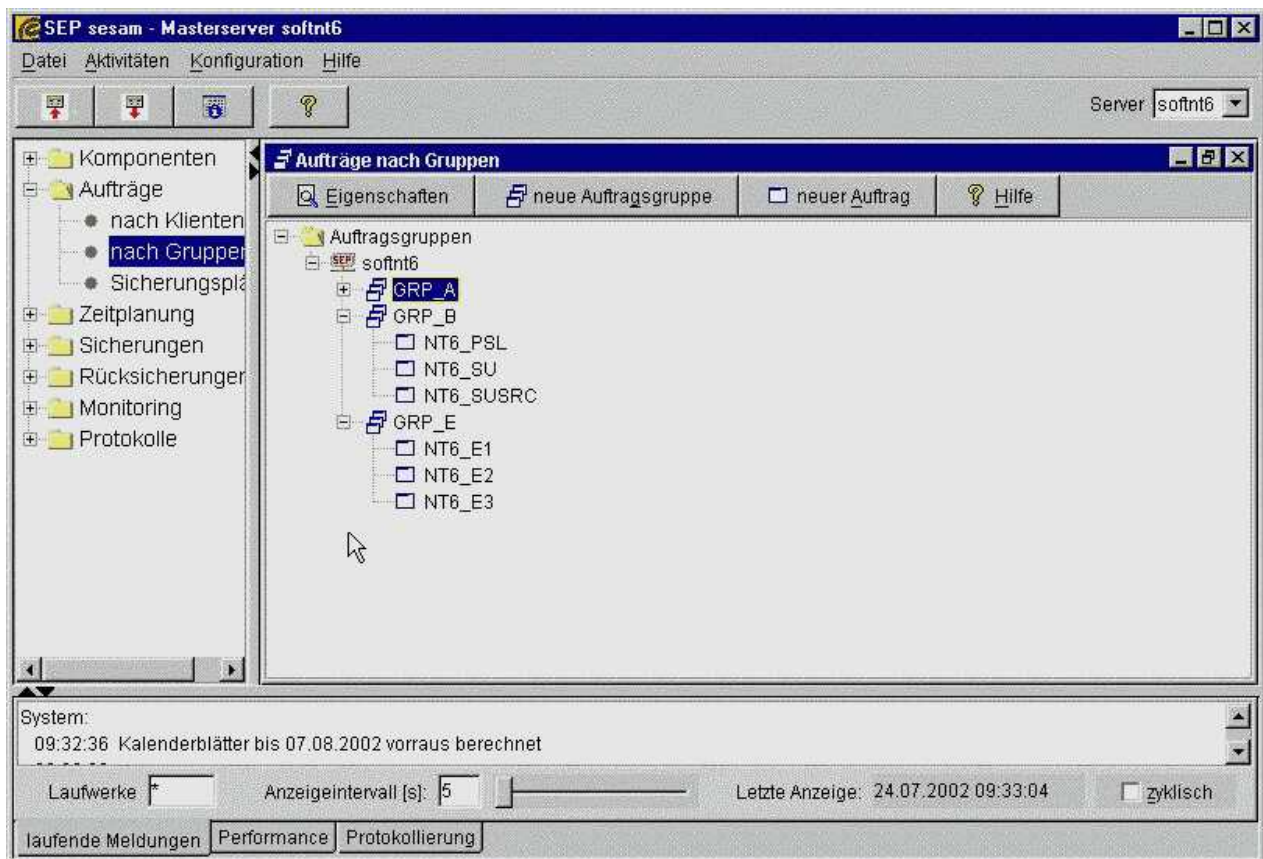 SEP sesam - Masterserver softnt6
Datei Aktivitäten Konfiguration Hilfe
Server softnt6
Komponenten
Aufträge
nach Klienten
nach Gruppen
Sicherungsplä
Zeitplanung
Sicherungen
Rücksicherunger
Monitoring
Protokolle
Aufträge nach Gruppen
Eigenschaften neue Auftragsgruppe neuer Auftrag Hilfe
Auftragsgruppen
SEP softnt6
GRP_A
GRP_B
NT6_PSL
NT6_SU
NT6_SUSRC
GRP_E
NT6_E1
NT6_E2
NT6_E3
System:
09:32:36 Kalenderblätter bis 07.08.2002 vorraus berechnet
Laufwerke * Anzeigeintervall [s]: 5 Letzte Anzeige: 24.07.2002 09:33:04 zyklisch
laufende Meldungen Performance Protokollierung